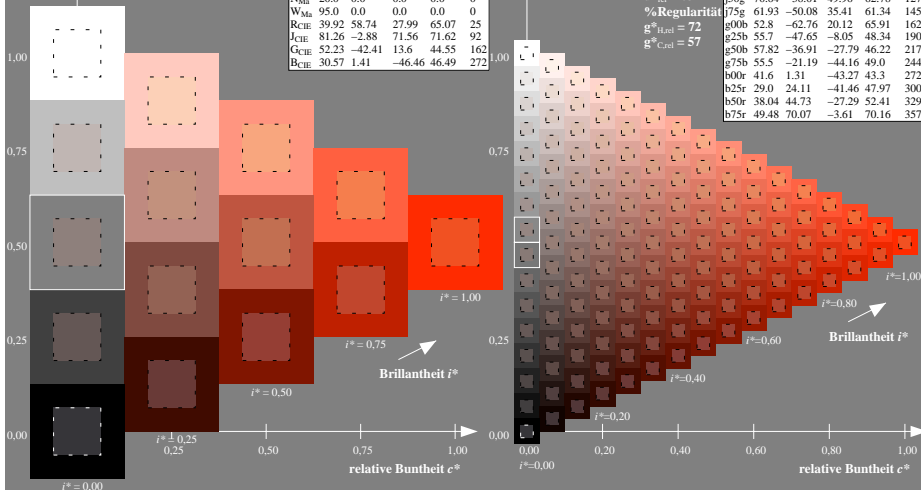 W_Ma 95.0 0.0 0.0 0.0 0
R_CIE 39.92 58.74 27.99 65.07 25
J_CIE 81.26 −2.88 71.56 71.62 92
G_CIE 52.23 −42.41 13.6 44.55 162
B_CIE 30.57 1.41 −46.46 46.49 272
1,00
0,75
0,50
0,25
0,00
i* = 1,00
i* = 0,75
i* = 0,50
i* = 0,25
i* = 0,00
Brillantheit i*
0,25
0,50
0,75
1,00
relative Buntheit c*
%Regularität
g*_H,rel = 72
g*_C,rel = 57
j75g 61.93 −50.08 35.41 61.34 145
g00b 52.8 −62.76 20.12 65.91 162
g25b 55.7 −47.65 −8.05 48.34 190
g50b 57.82 −36.91 −27.79 46.22 217
g75b 55.5 −21.19 −44.16 49.0 244
b00r 41.6 1.31 −43.27 43.3 272
b25r 29.0 24.11 −41.46 47.97 300
b50r 38.04 44.73 −27.29 52.41 329
b75r 49.48 70.07 −3.61 70.16 357
1,00
0,75
0,50
0,25
0,00
i*=1,00
i*=0,80
i*=0,60
i*=0,40
i*=0,20
i*=0,00
Brillantheit i*
0,00
0,20
0,40
0,60
0,80
1,00
relative Buntheit c*